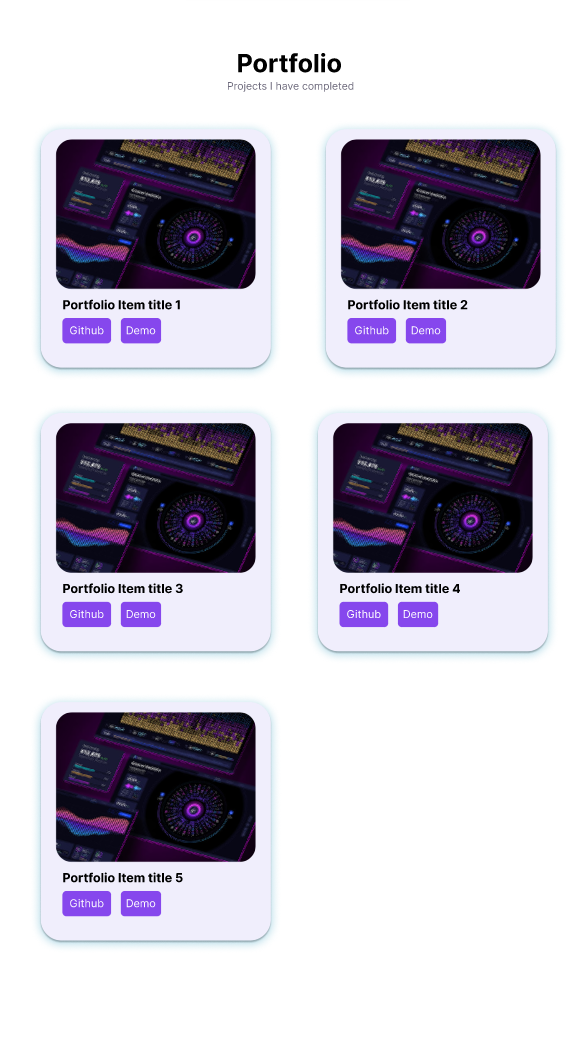 Portfolio
Projects I have completed
Portfolio Item title 1
Github Demo
Portfolio Item title 2
Github Demo
Portfolio Item title 3
Github Demo
Portfolio Item title 4
Github Demo
Portfolio Item title 5
Github Demo